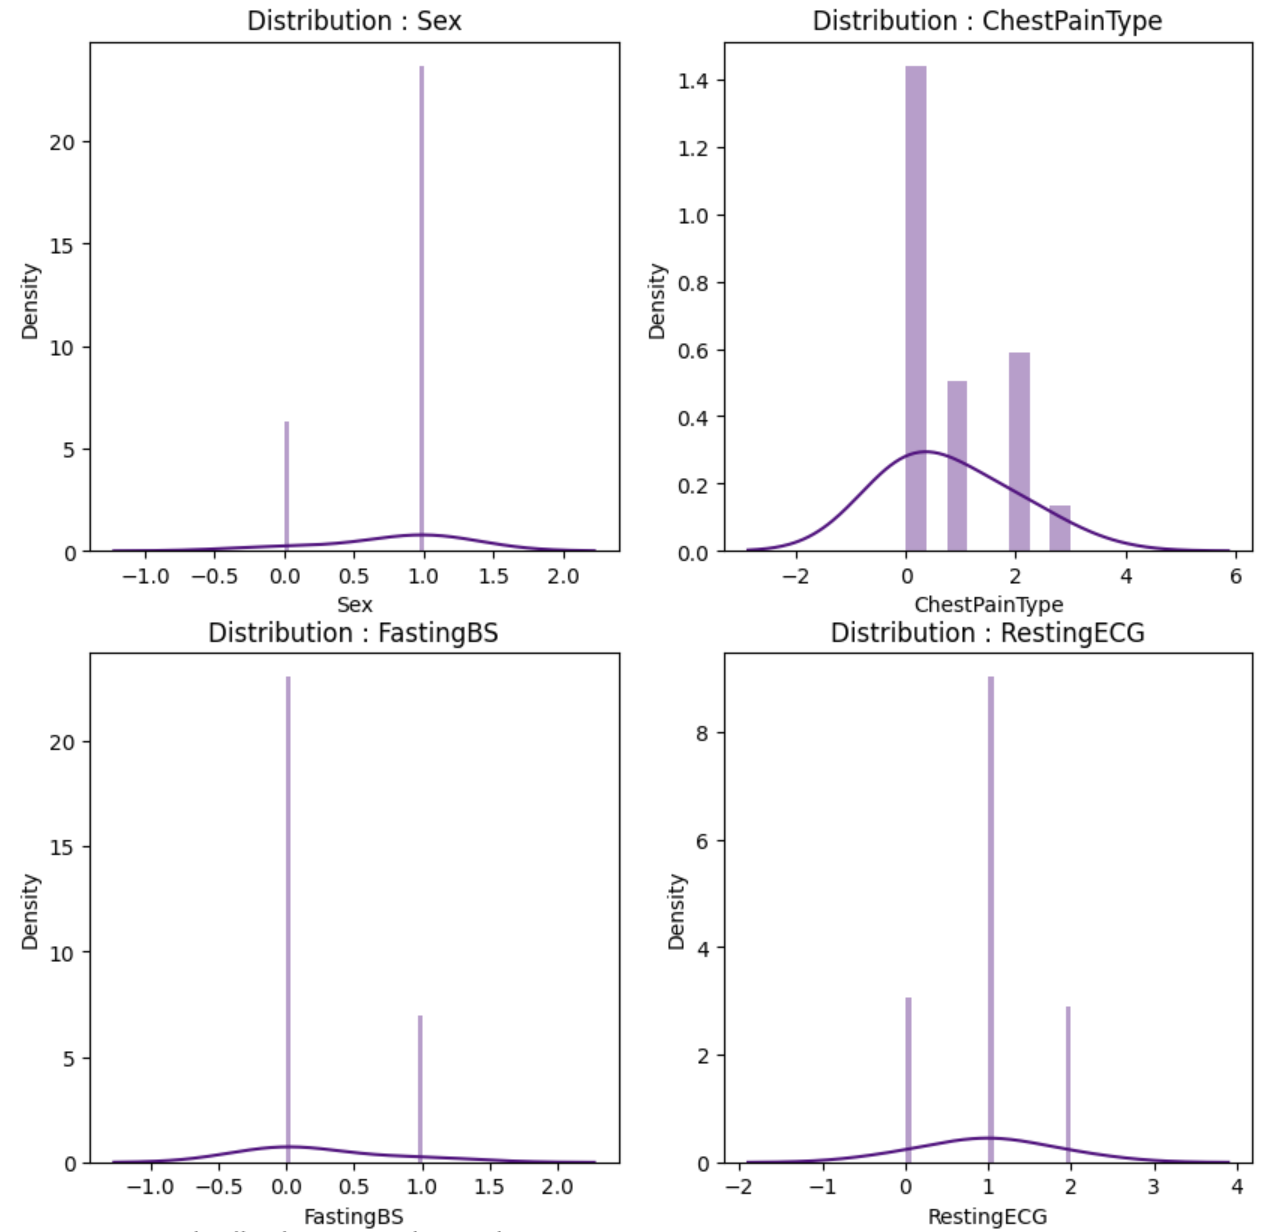 Distribution : Sex
Density
20
15
10
5
0
−1.0 −0.5 0.0 0.5 1.0 1.5 2.0
Sex
Distribution : ChestPainType
Density
1.4
1.2
1.0
0.8
0.6
0.4
0.2
0.0
−2 0 2 4 6
ChestPainType
Distribution : FastingBS
Density
20
15
10
5
0
−1.0 −0.5 0.0 0.5 1.0 1.5 2.0
FastingBS
Distribution : RestingECG
Density
8
6
4
2
0
−2 −1 0 1 2 3 4
RestingECG